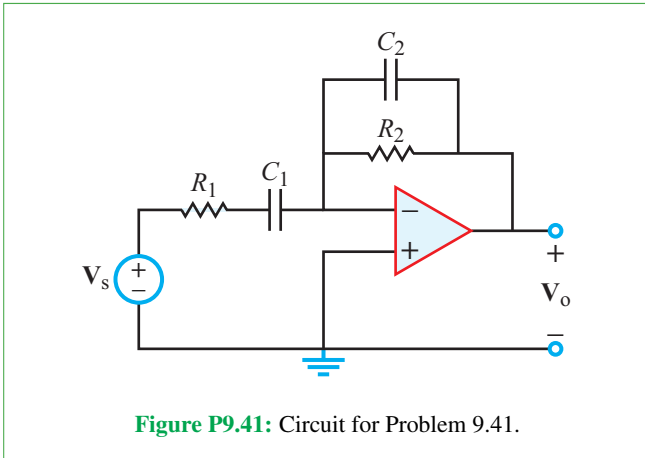 C₂
R₂
R₁
C₁
−
+
Vₛ
+
−
+
Vₒ
−
Figure P9.41: Circuit for Problem 9.41.